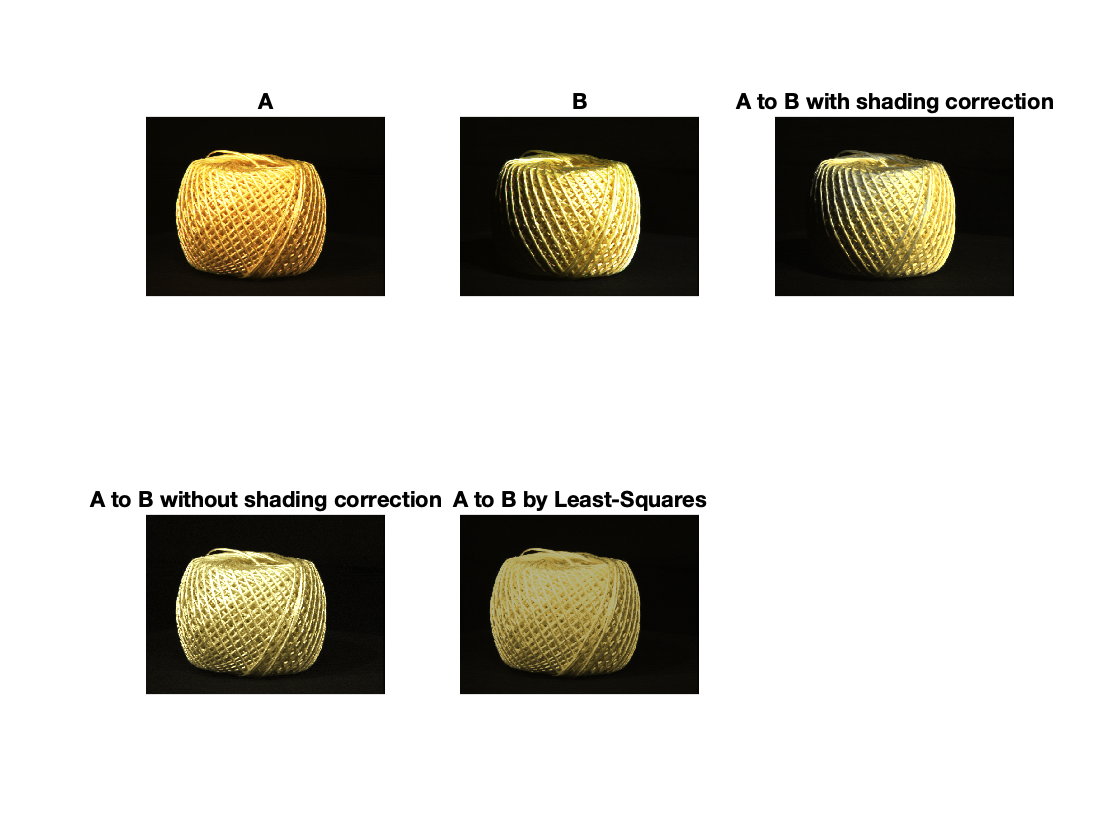 A
B
A to B with shading correction
A to B without shading correction
A to B by Least-Squares